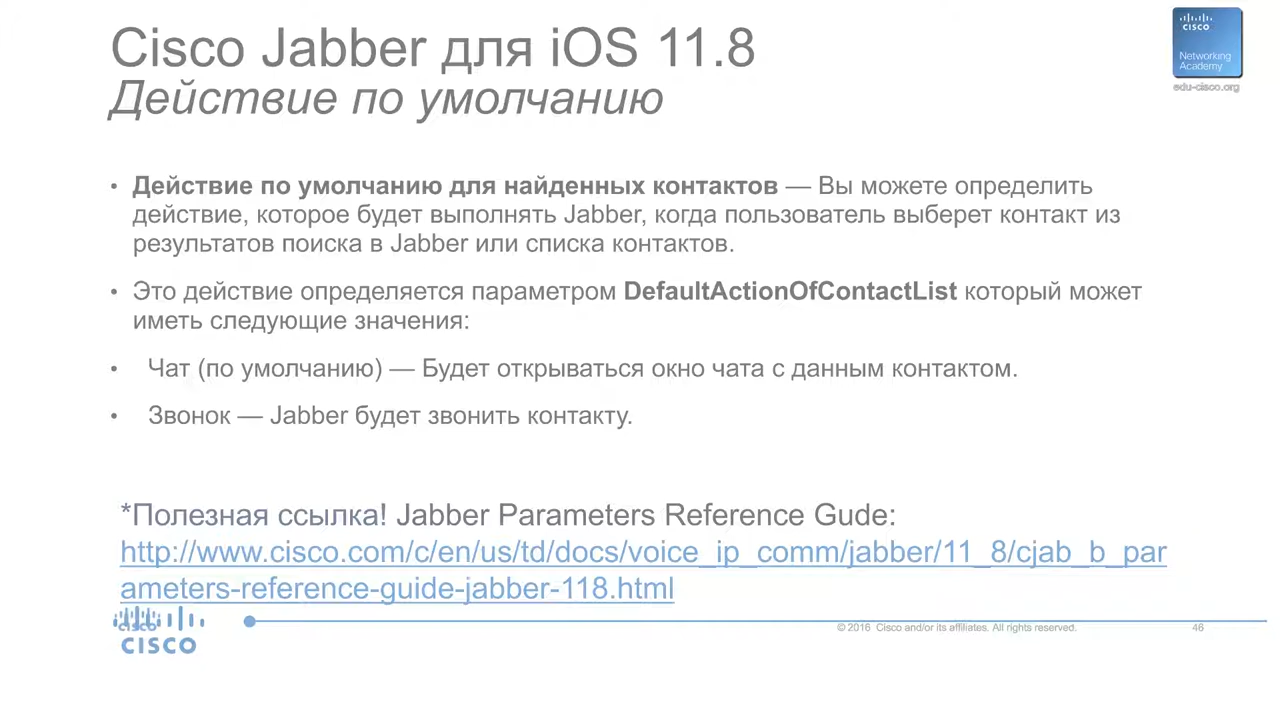 Cisco Jabber для iOS 11.8
Действие по умолчанию
cisco
Networking
Academy
edu-cisco.org
• Действие по умолчанию для найденных контактов — Вы можете определить
действие, которое будет выполнять Jabber, когда пользователь выберет контакт из
результатов поиска в Jabber или списка контактов.
• Это действие определяется параметром DefaultActionOfContactList который может
иметь следующие значения:
• Чат (по умолчанию) — Будет открываться окно чата с данным контактом.
• Звонок — Jabber будет звонить контакту.
*Полезная ссылка! Jabber Parameters Reference Gude:
http://www.cisco.com/c/en/us/td/docs/voice_ip_comm/jabber/11_8/cjab_b_par
ameters-reference-guide-jabber-118.html
cisco
CISCO
© 2016 Cisco and/or its affiliates. All rights reserved.
46